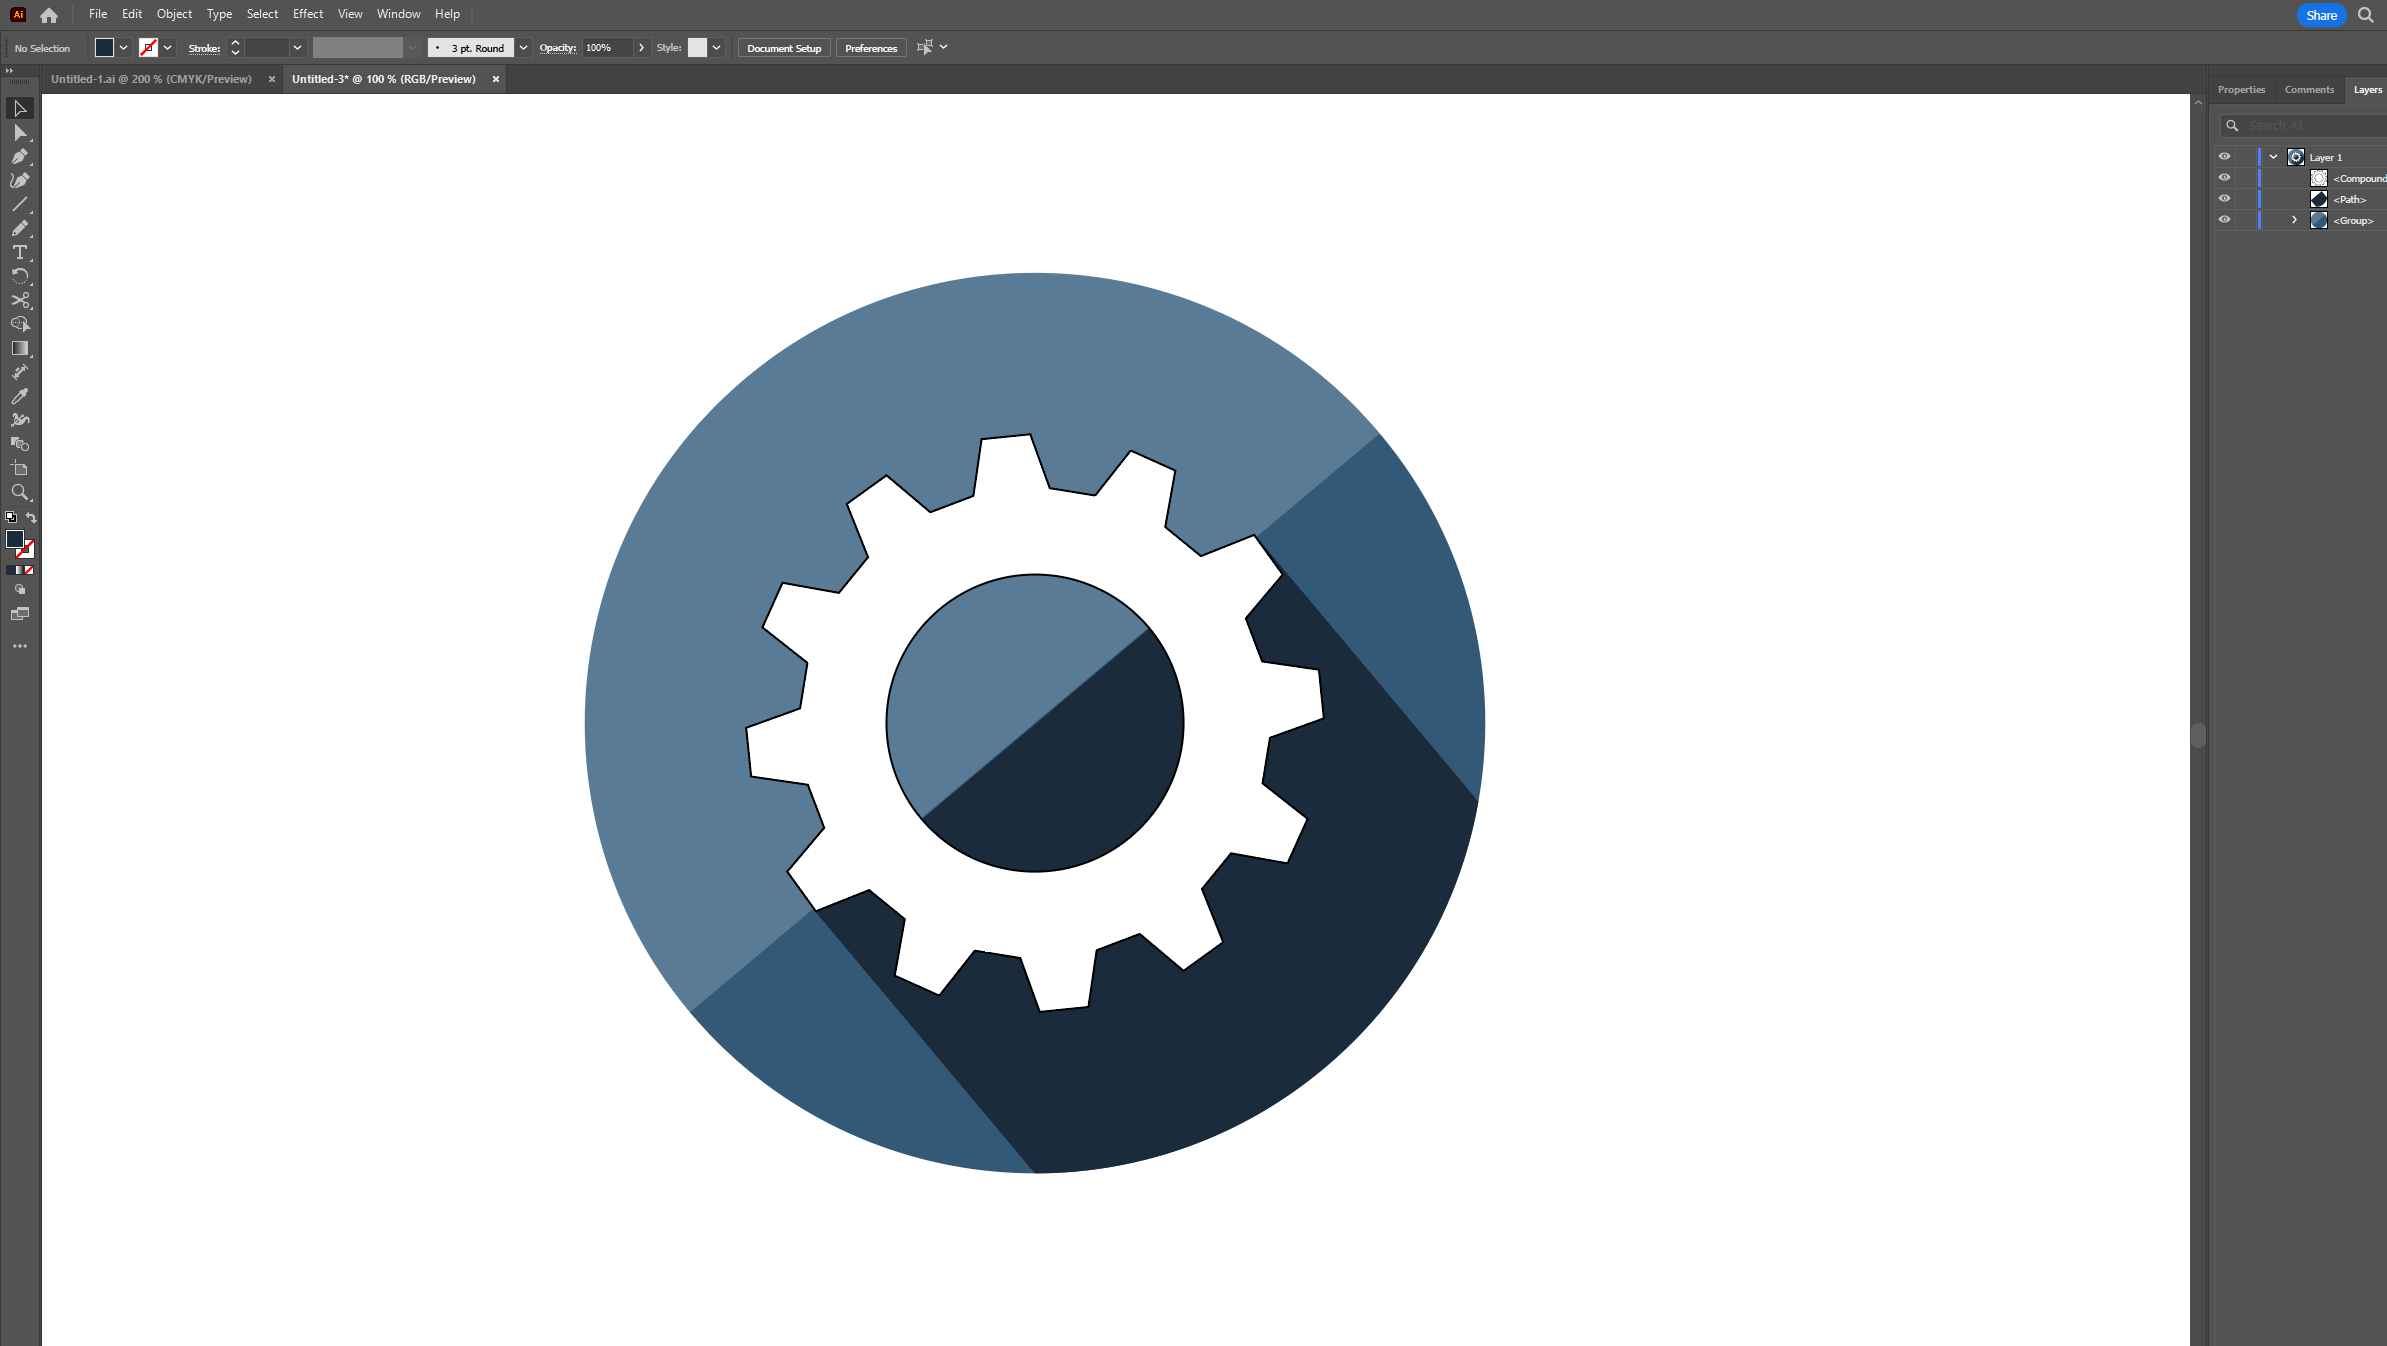 Ai File Edit Object Type Select Effect View Window Help Share
No Selection Stroke: 3 pt. Round Opacity: 100% Style: Document Setup Preferences
Untitled-1.ai @ 200 % (CMYK/Preview) × Untitled-3* @ 100 % (RGB/Preview) ×
Properties Comments Layers
Search All
Layer 1
<Compound
<Path>
<Group>